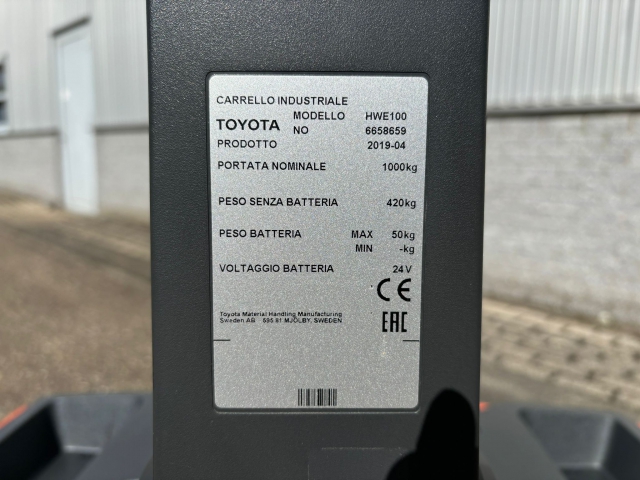 CARRELLO INDUSTRIALE
TOYOTA MODELLO HWE100
NO 6658659
PRODOTTO 2019-04
PORTATA NOMINALE 1000kg
PESO SENZA BATTERIA 420kg
PESO BATTERIA MAX 50kg
MIN -kg
VOLTAGGIO BATTERIA 24V
CE
Toyota Material Handling Manufacturing
Sweden AB 595 81 MJÖLBY, SWEDEN
EAC